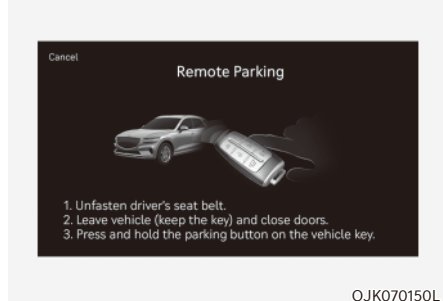 Cancel
Remote Parking
1. Unfasten driver's seat belt.
2. Leave vehicle (keep the key) and close doors.
3. Press and hold the parking button on the vehicle key.
OJK070150L